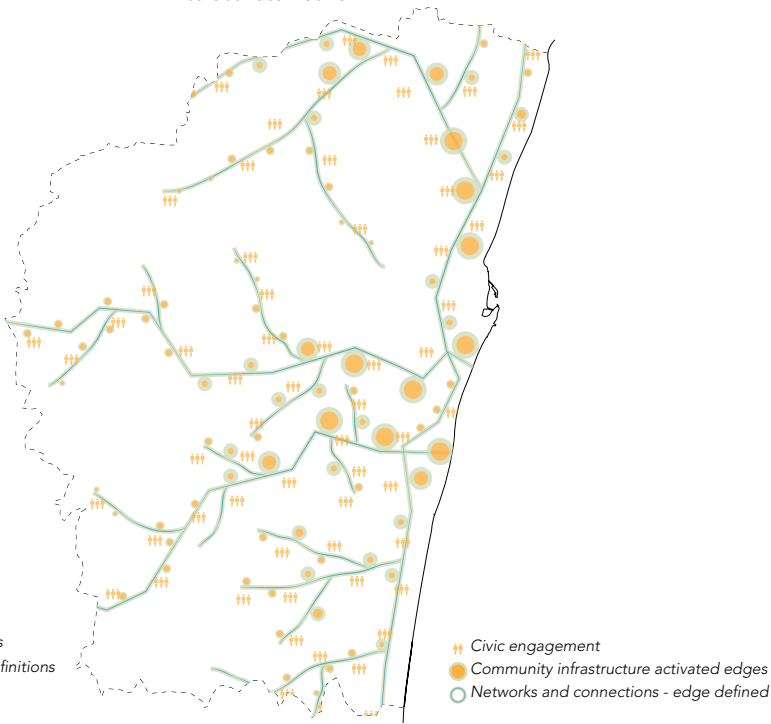 finitions
Civic engagement
Community infrastructure activated edges
Networks and connections - edge defined